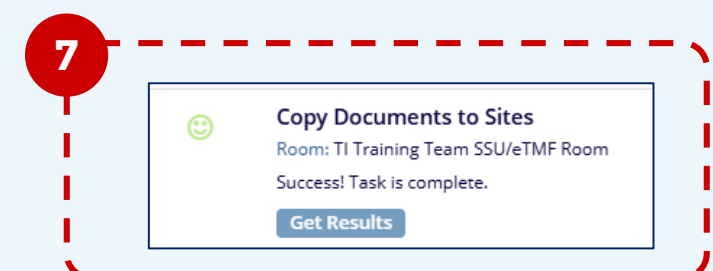 7
Copy Documents to Sites
Room: TI Training Team SSU/eTMF Room
Success! Task is complete.
Get Results